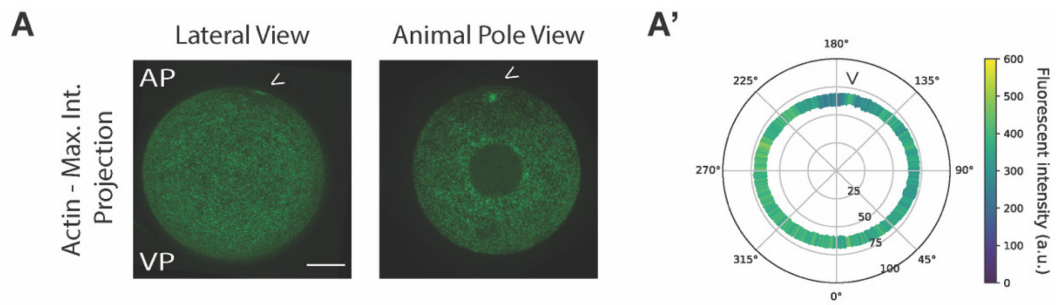 A
Lateral View
Animal Pole View
AP
VP
Actin - Max. Int.
Projection
A'
180°
225°
135°
V
270°
90°
25
50
75
100
315°
45°
0°
600
500
400
300
200
100
0
Fluorescent intensity (a.u.)